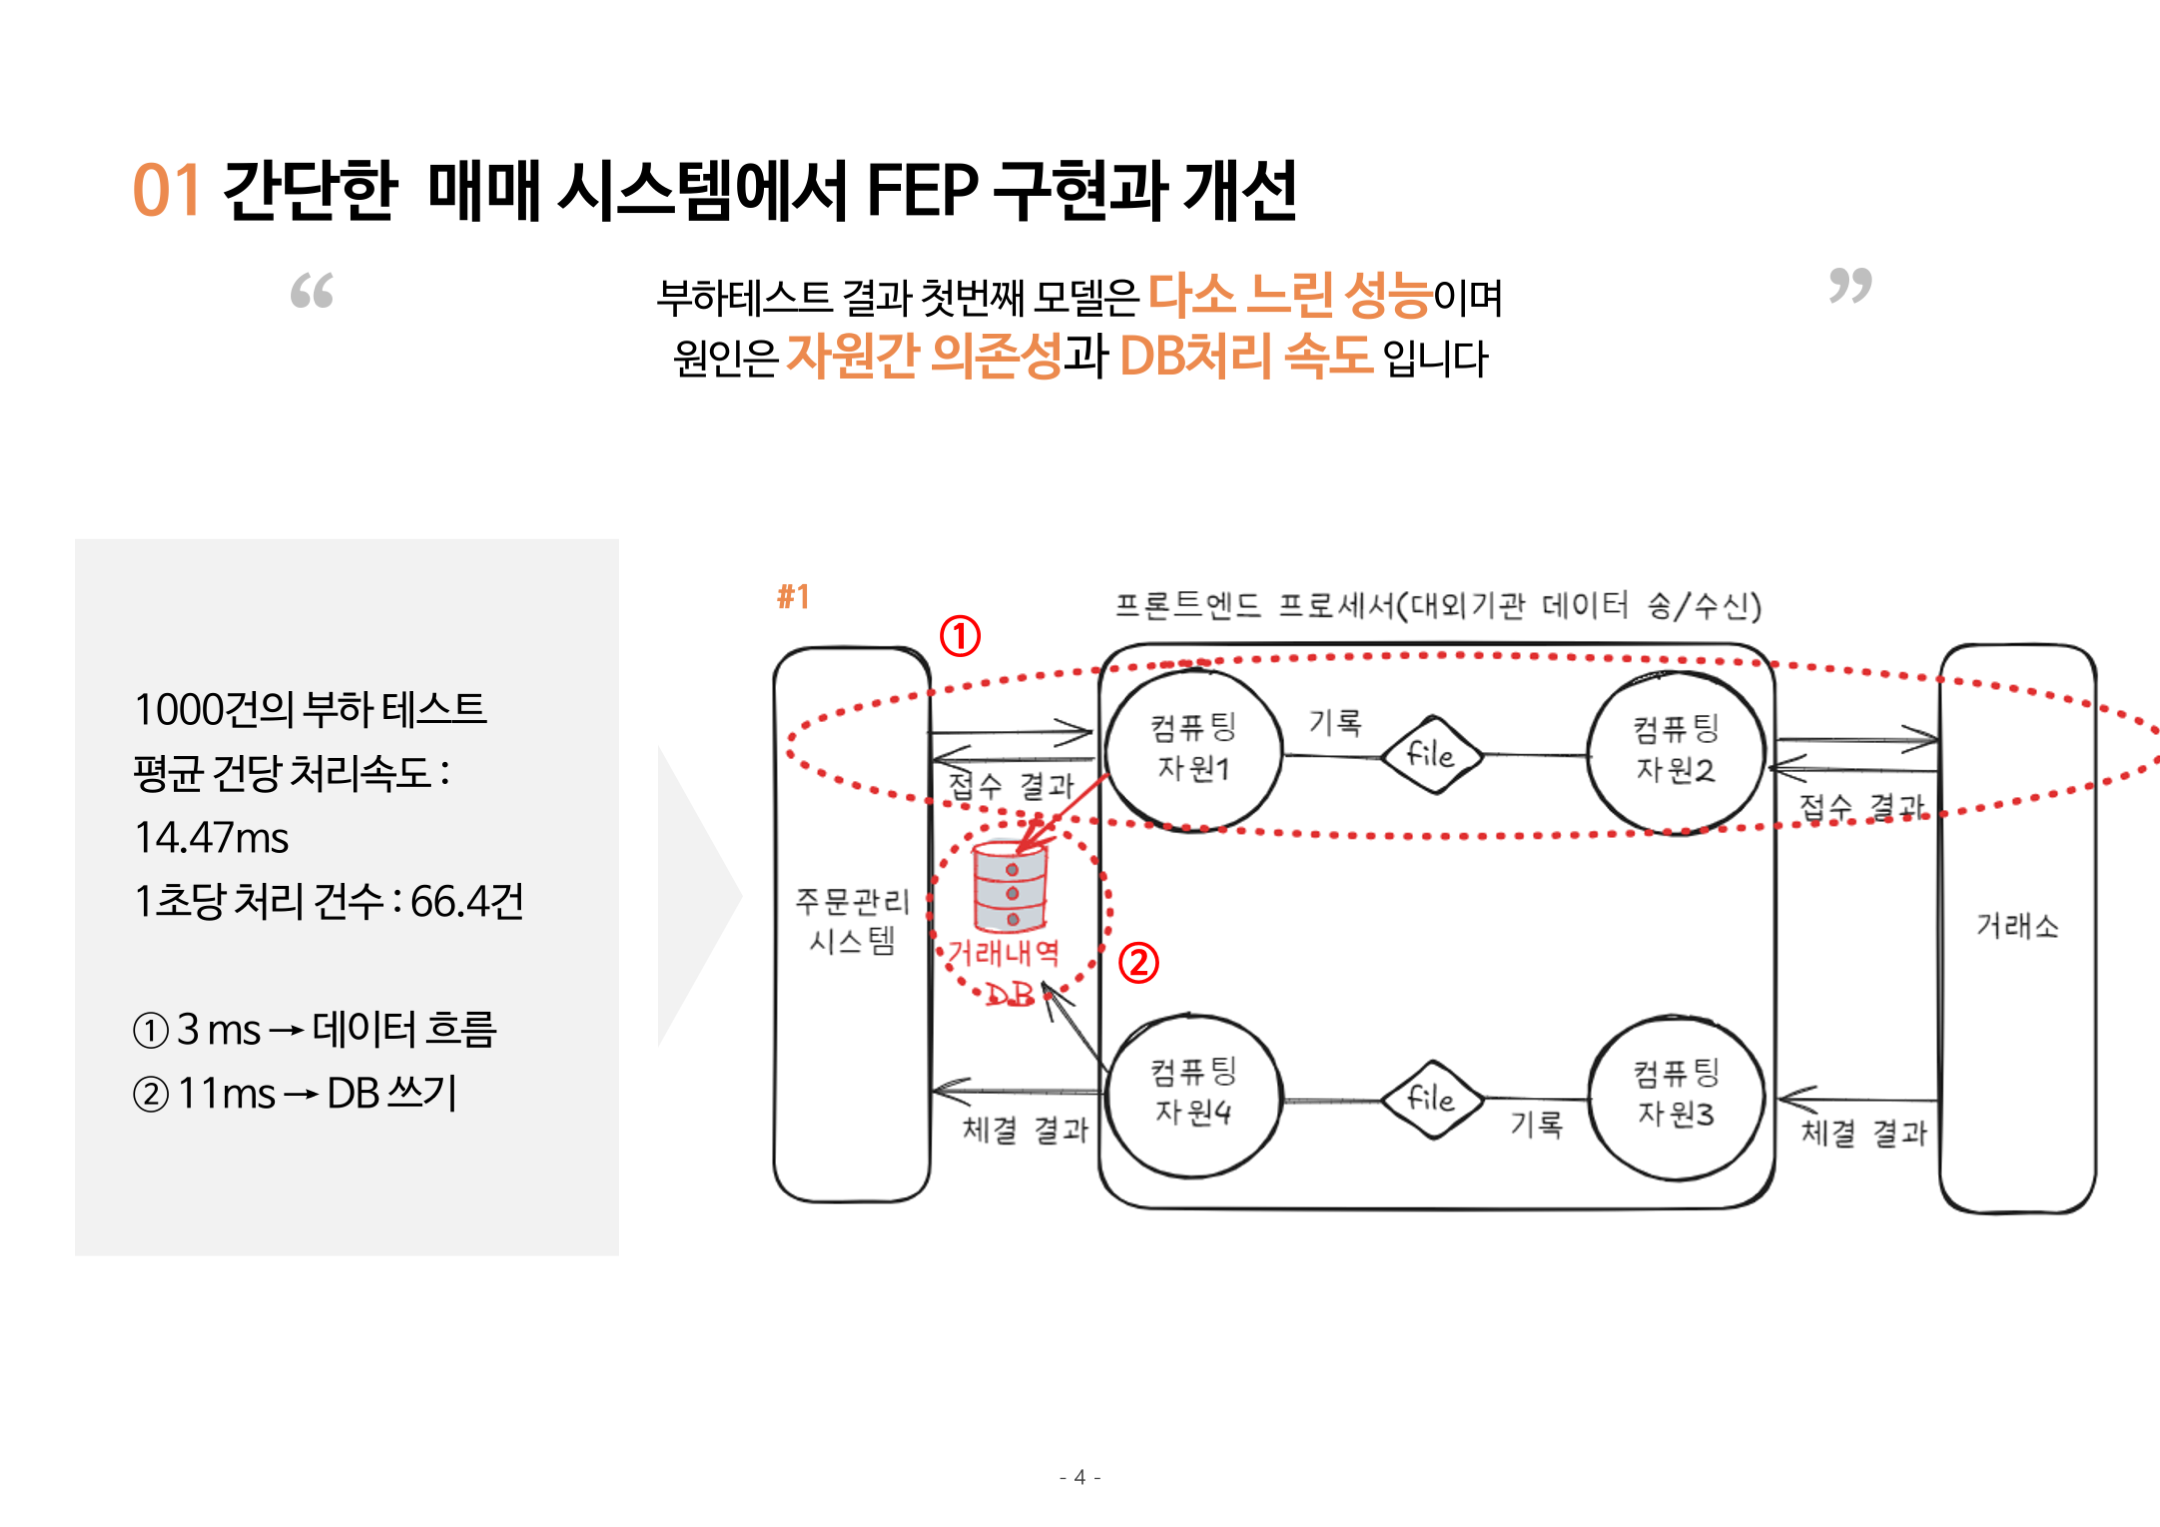 01 간단한 매매 시스템에서 FEP 구현과 개선
“ ”
부하테스트 결과 첫번째 모델은 다소 느린 성능이며
원인은 자원간 의존성과 DB처리 속도 입니다
1000건의 부하 테스트
평균 건당 처리속도 :
14.47ms
1초당 처리 건수 : 66.4건
① 3 ms → 데이터 흐름
② 11ms → DB 쓰기
#1
프론트엔드 프로세서(대외기관 데이터 송/수신)
①
컴퓨팅
자원1
기록
file
컴퓨팅
자원2
접수 결과
접수 결과
주문관리
시스템
거래내역
DB
②
거래소
컴퓨팅
자원4
file
기록
컴퓨팅
자원3
체결 결과
체결 결과
- 4 -